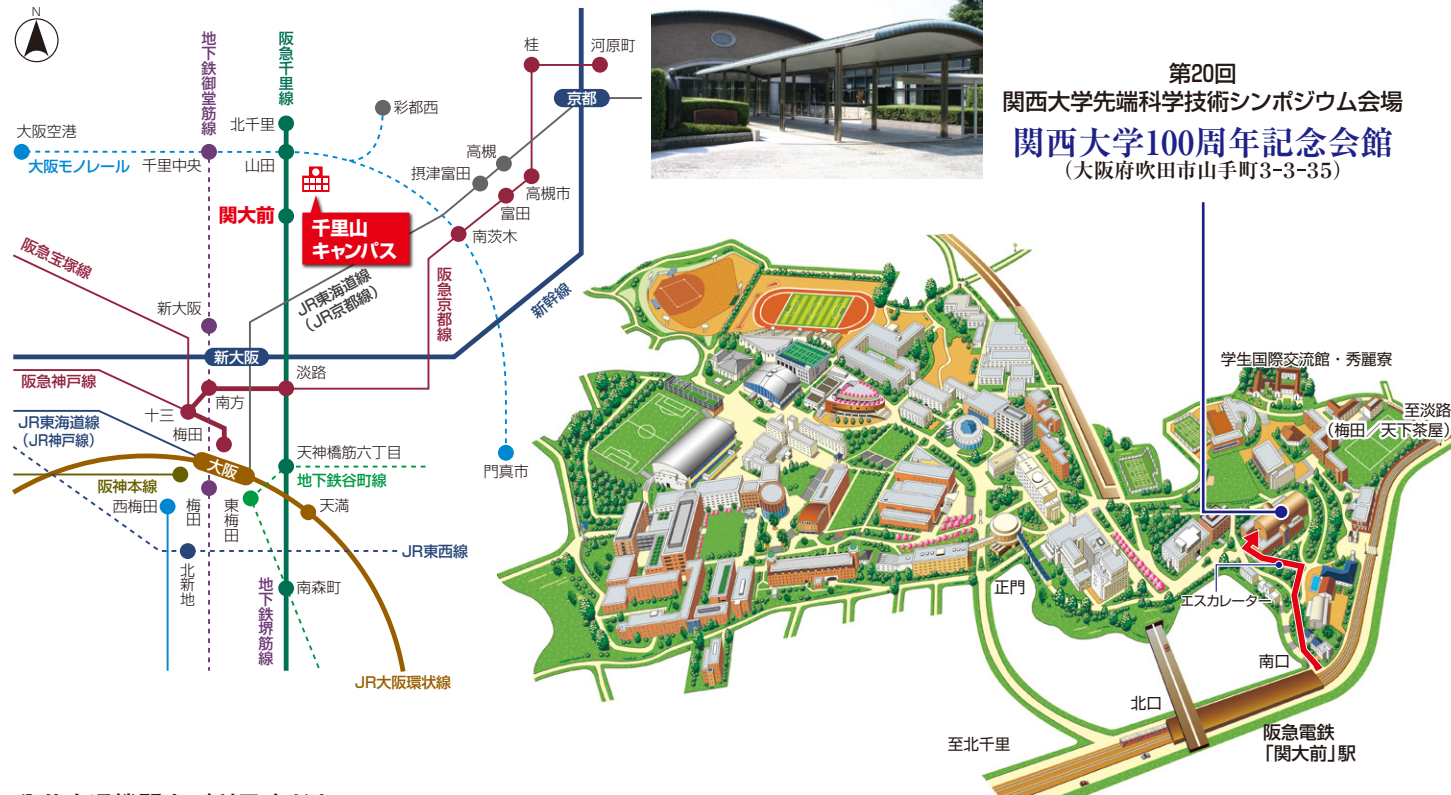 N
地下鉄御堂筋線
阪急千里線
桂
河原町
京都
彩都西
北千里
大阪空港
大阪モノレール
千里中央
山田
高槻
摂津富田
高槻市
富田
関大前
千里山
キャンパス
南茨木
阪急宝塚線
JR東海道線
(JR京都線)
阪急京都線
新幹線
新大阪
新大阪
阪急神戸線
淡路
南方
十三
梅田
JR東海道線
(JR神戸線)
大阪
天神橋筋六丁目
地下鉄谷町線
門真市
阪神本線
西梅田
梅田
東梅田
天満
JR東西線
北新地
南森町
地下鉄堺筋線
JR大阪環状線
第20回
関西大学先端科学技術シンポジウム会場
関西大学100周年記念会館
(大阪府吹田市山手町3-3-35)
学生国際交流館・秀麗寮
至淡路
(梅田/天下茶屋)
正門
エスカレーター
南口
北口
至北千里
阪急電鉄
「関大前」駅